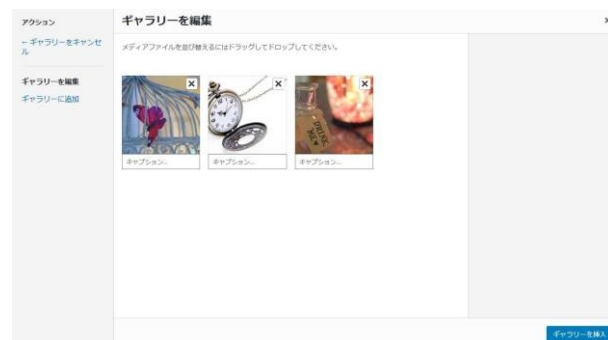 アクション
← ギャラリーをキャンセ
ル
ギャラリーを編集
ギャラリーに追加
ギャラリーを編集
メディアファイルを並び替えるにはドラッグしてドロップしてください。
キャプション...
キャプション...
キャプション...
DRINK
ME
ギャラリーを挿入